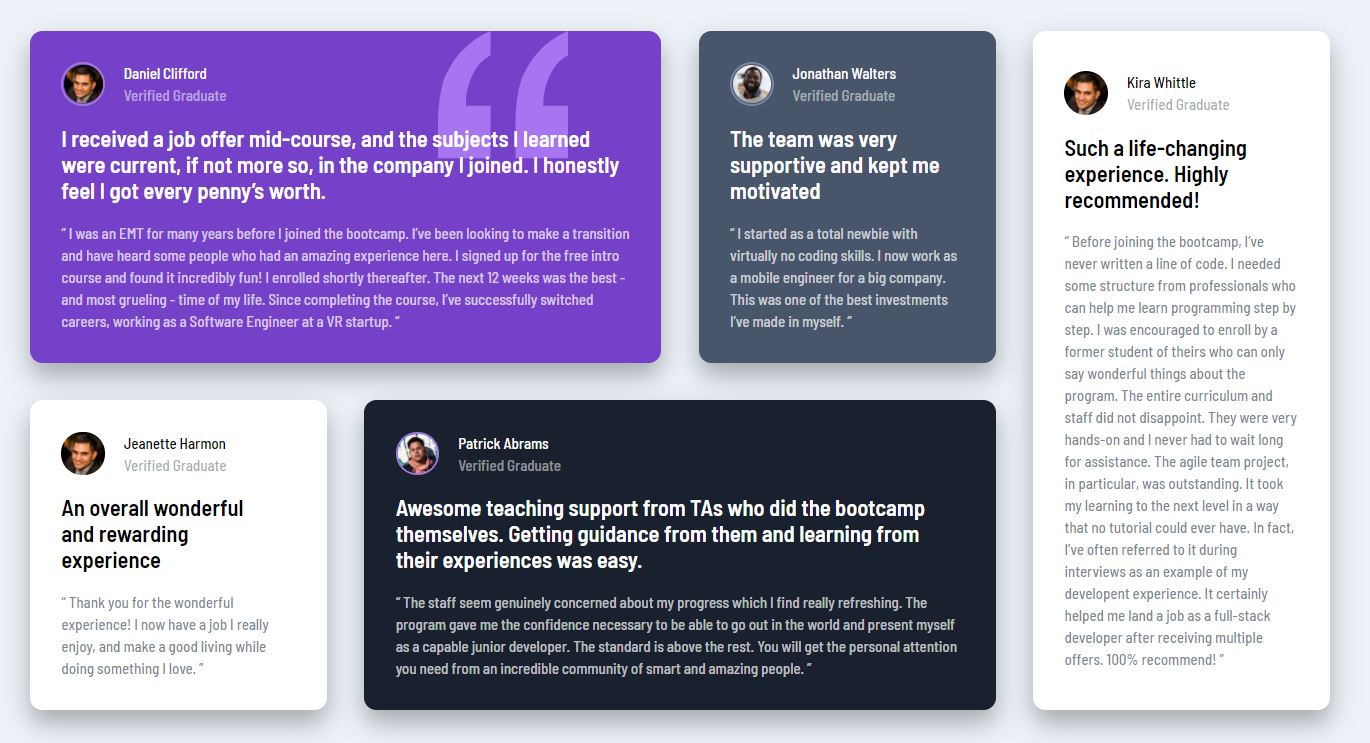 Daniel Clifford
Verified Graduate
I received a job offer mid-course, and the subjects I learned
were current, if not more so, in the company I joined. I honestly
feel I got every penny’s worth.
“ I was an EMT for many years before I joined the bootcamp. I’ve been looking to make a transition
and have heard some people who had an amazing experience here. I signed up for the free intro
course and found it incredibly fun! I enrolled shortly thereafter. The next 12 weeks was the best -
and most grueling - time of my life. Since completing the course, I’ve successfully switched
careers, working as a Software Engineer at a VR startup. “
Jonathan Walters
Verified Graduate
The team was very
supportive and kept me
motivated
“ I started as a total newbie with
virtually no coding skills. I now work as
a mobile engineer for a big company.
This was one of the best investments
I’ve made in myself. ”
Kira Whittle
Verified Graduate
Such a life-changing
experience. Highly
recommended!
“ Before joining the bootcamp, I’ve
never written a line of code. I needed
some structure from professionals who
can help me learn programming step by
step. I was encouraged to enroll by a
former student of theirs who can only
say wonderful things about the
program. The entire curriculum and
staff did not disappoint. They were very
hands-on and I never had to wait long
for assistance. The agile team project,
in particular, was outstanding. It took
my learning to the next level in a way
that no tutorial could ever have. In fact,
I’ve often referred to it during
interviews as an example of my
developent experience. It certainly
helped me land a job as a full-stack
developer after receiving multiple
offers. 100% recommend! ”
Jeanette Harmon
Verified Graduate
An overall wonderful
and rewarding
experience
“ Thank you for the wonderful
experience! I now have a job I really
enjoy, and make a good living while
doing something I love. ”
Patrick Abrams
Verified Graduate
Awesome teaching support from TAs who did the bootcamp
themselves. Getting guidance from them and learning from
their experiences was easy.
“ The staff seem genuinely concerned about my progress which I find really refreshing. The
program gave me the confidence necessary to be able to go out in the world and present myself
as a capable junior developer. The standard is above the rest. You will get the personal attention
you need from an incredible community of smart and amazing people. ”